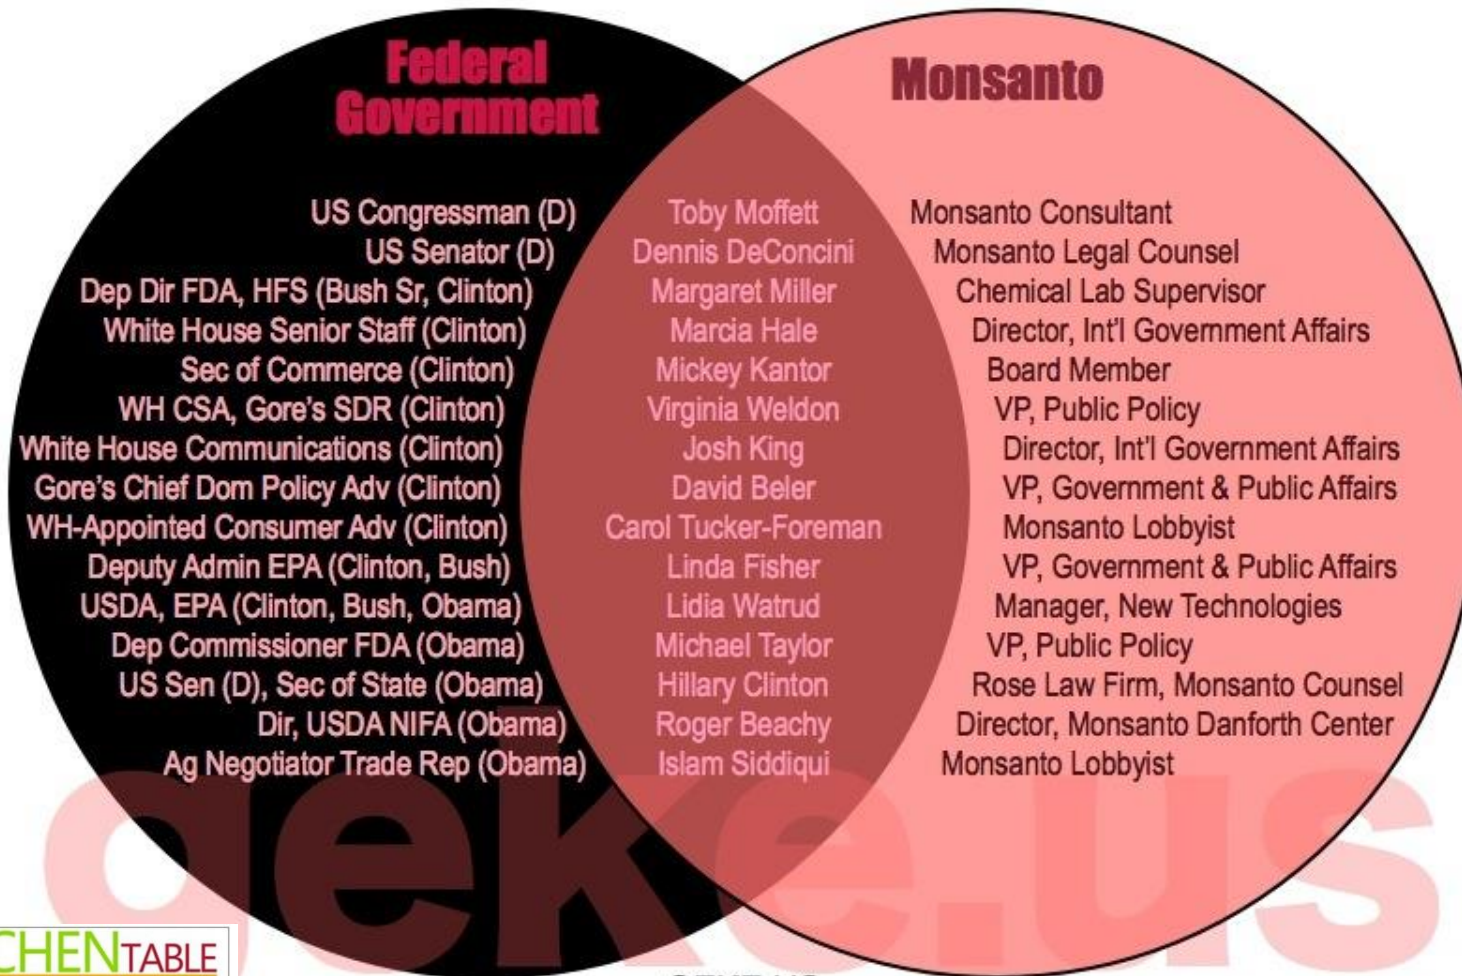 Federal
Government
Monsanto
US Congressman (D) Toby Moffett Monsanto Consultant
US Senator (D) Dennis DeConcini Monsanto Legal Counsel
Dep Dir FDA, HFS (Bush Sr, Clinton) Margaret Miller Chemical Lab Supervisor
White House Senior Staff (Clinton) Marcia Hale Director, Int'l Government Affairs
Sec of Commerce (Clinton) Mickey Kantor Board Member
WH CSA, Gore's SDR (Clinton) Virginia Weldon VP, Public Policy
White House Communications (Clinton) Josh King Director, Int'l Government Affairs
Gore's Chief Dom Policy Adv (Clinton) David Beler VP, Government & Public Affairs
WH-Appointed Consumer Adv (Clinton) Carol Tucker-Foreman Monsanto Lobbyist
Deputy Admin EPA (Clinton, Bush) Linda Fisher VP, Government & Public Affairs
USDA, EPA (Clinton, Bush, Obama) Lidia Watrud Manager, New Technologies
Dep Commissioner FDA (Obama) Michael Taylor VP, Public Policy
US Sen (D), Sec of State (Obama) Hillary Clinton Rose Law Firm, Monsanto Counsel
Dir, USDA NIFA (Obama) Roger Beachy Director, Monsanto Danforth Center
Ag Negotiator Trade Rep (Obama) Islam Siddiqui Monsanto Lobbyist
geke.us
CHENTABLE